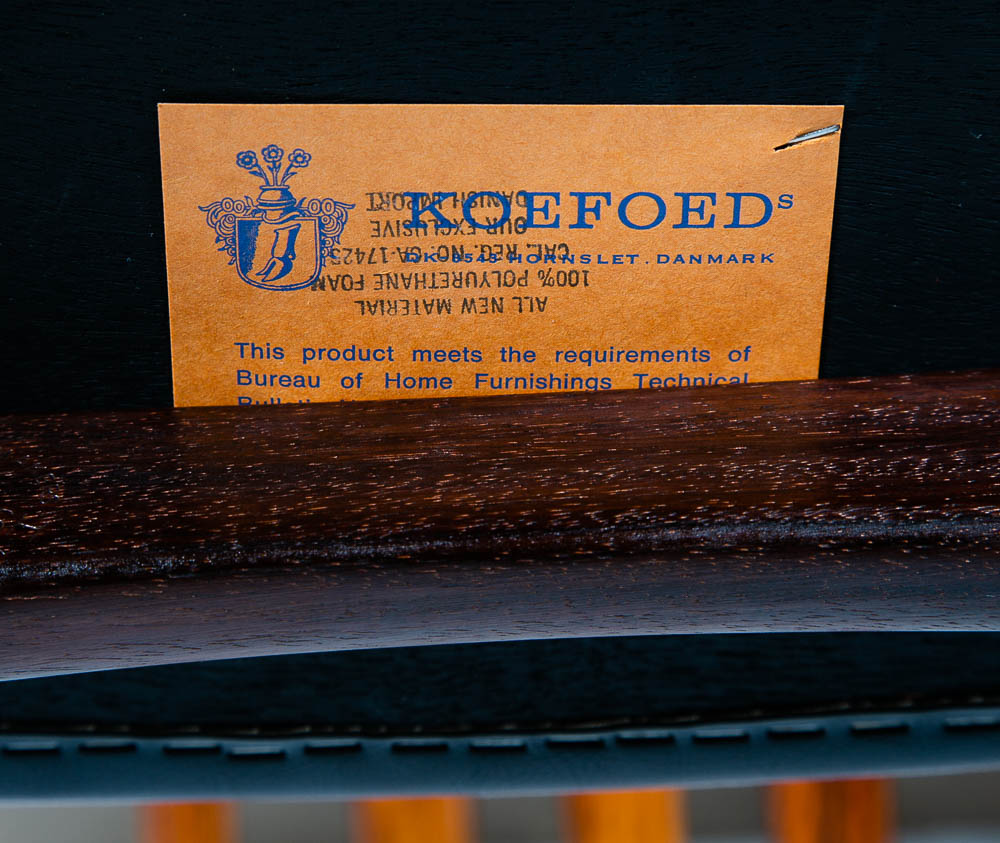 KOEFOEDS
DK-8543 HORNSLET . DANMARK
This product meets the requirements of
Bureau of Home Furnishings Technical
ALL NEW MATERIAL
100% POLYURETHANE FOAM
CAL. REG. NO. CA-17425
OUR EXCLUSIVE
DANISH IMPORT